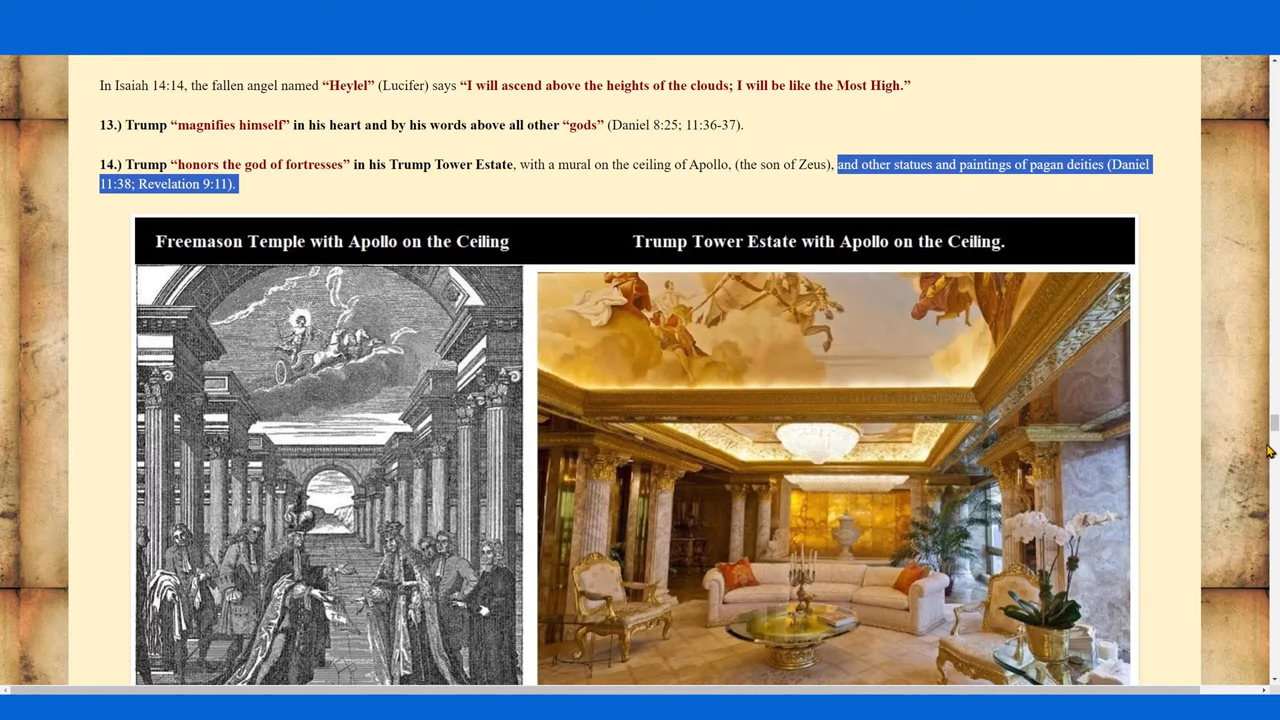 In Isaiah 14:14, the fallen angel named “Heylel” (Lucifer) says “I will ascend above the heights of the clouds; I will be like the Most High.”
13.) Trump “magnifies himself” in his heart and by his words above all other “gods” (Daniel 8:25; 11:36-37).
14.) Trump “honors the god of fortresses” in his Trump Tower Estate, with a mural on the ceiling of Apollo, (the son of Zeus), and other statues and paintings of pagan deities (Daniel
11:38; Revelation 9:11).
Freemason Temple with Apollo on the Ceiling
Trump Tower Estate with Apollo on the Ceiling.